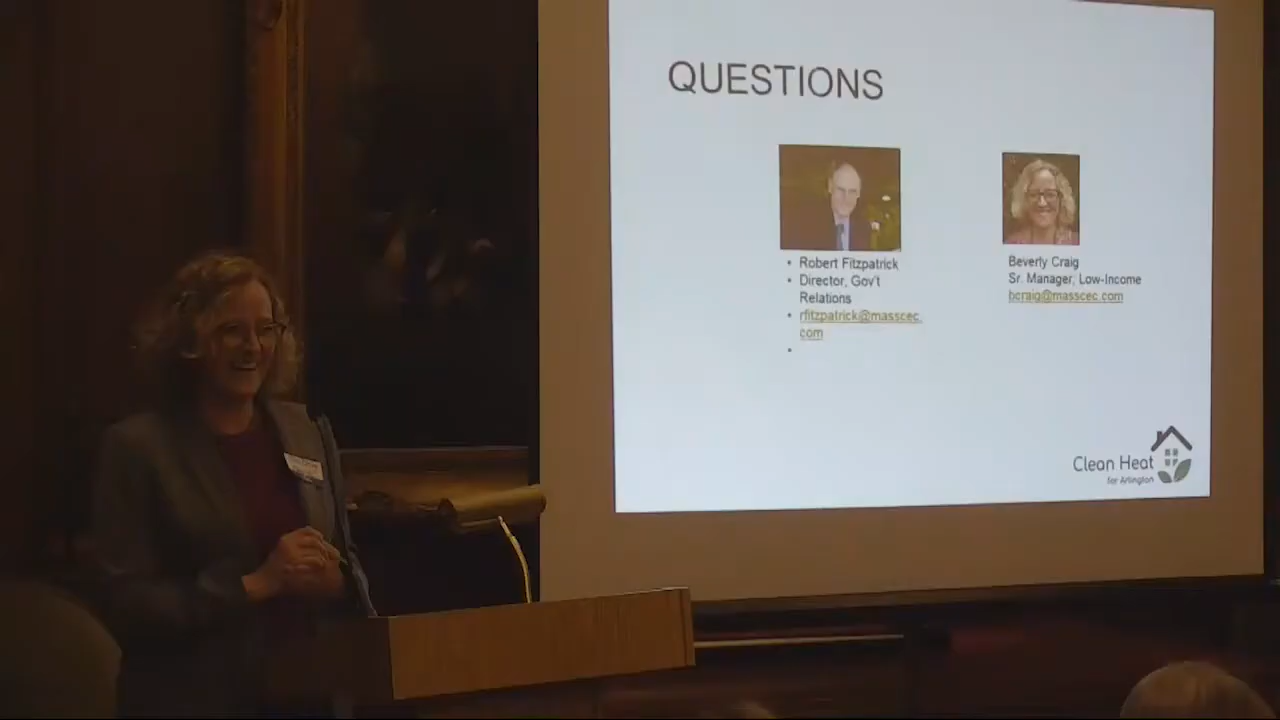 QUESTIONS
• Robert Fitzpatrick
• Director, Gov't
Relations
• rfitzpatrick@masscec.
com
•
Beverly Craig
Sr. Manager, Low-Income
bcraig@masscec.com
Clean Heat
for Arlington